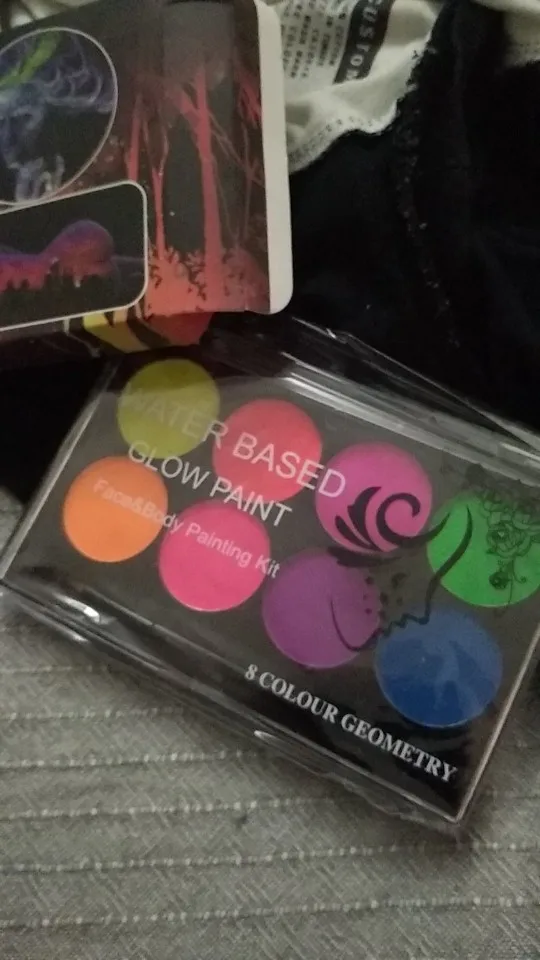 WATER BASED
GLOW PAINT
Face&Body Painting Kit
8 COLOUR GEOMETRY